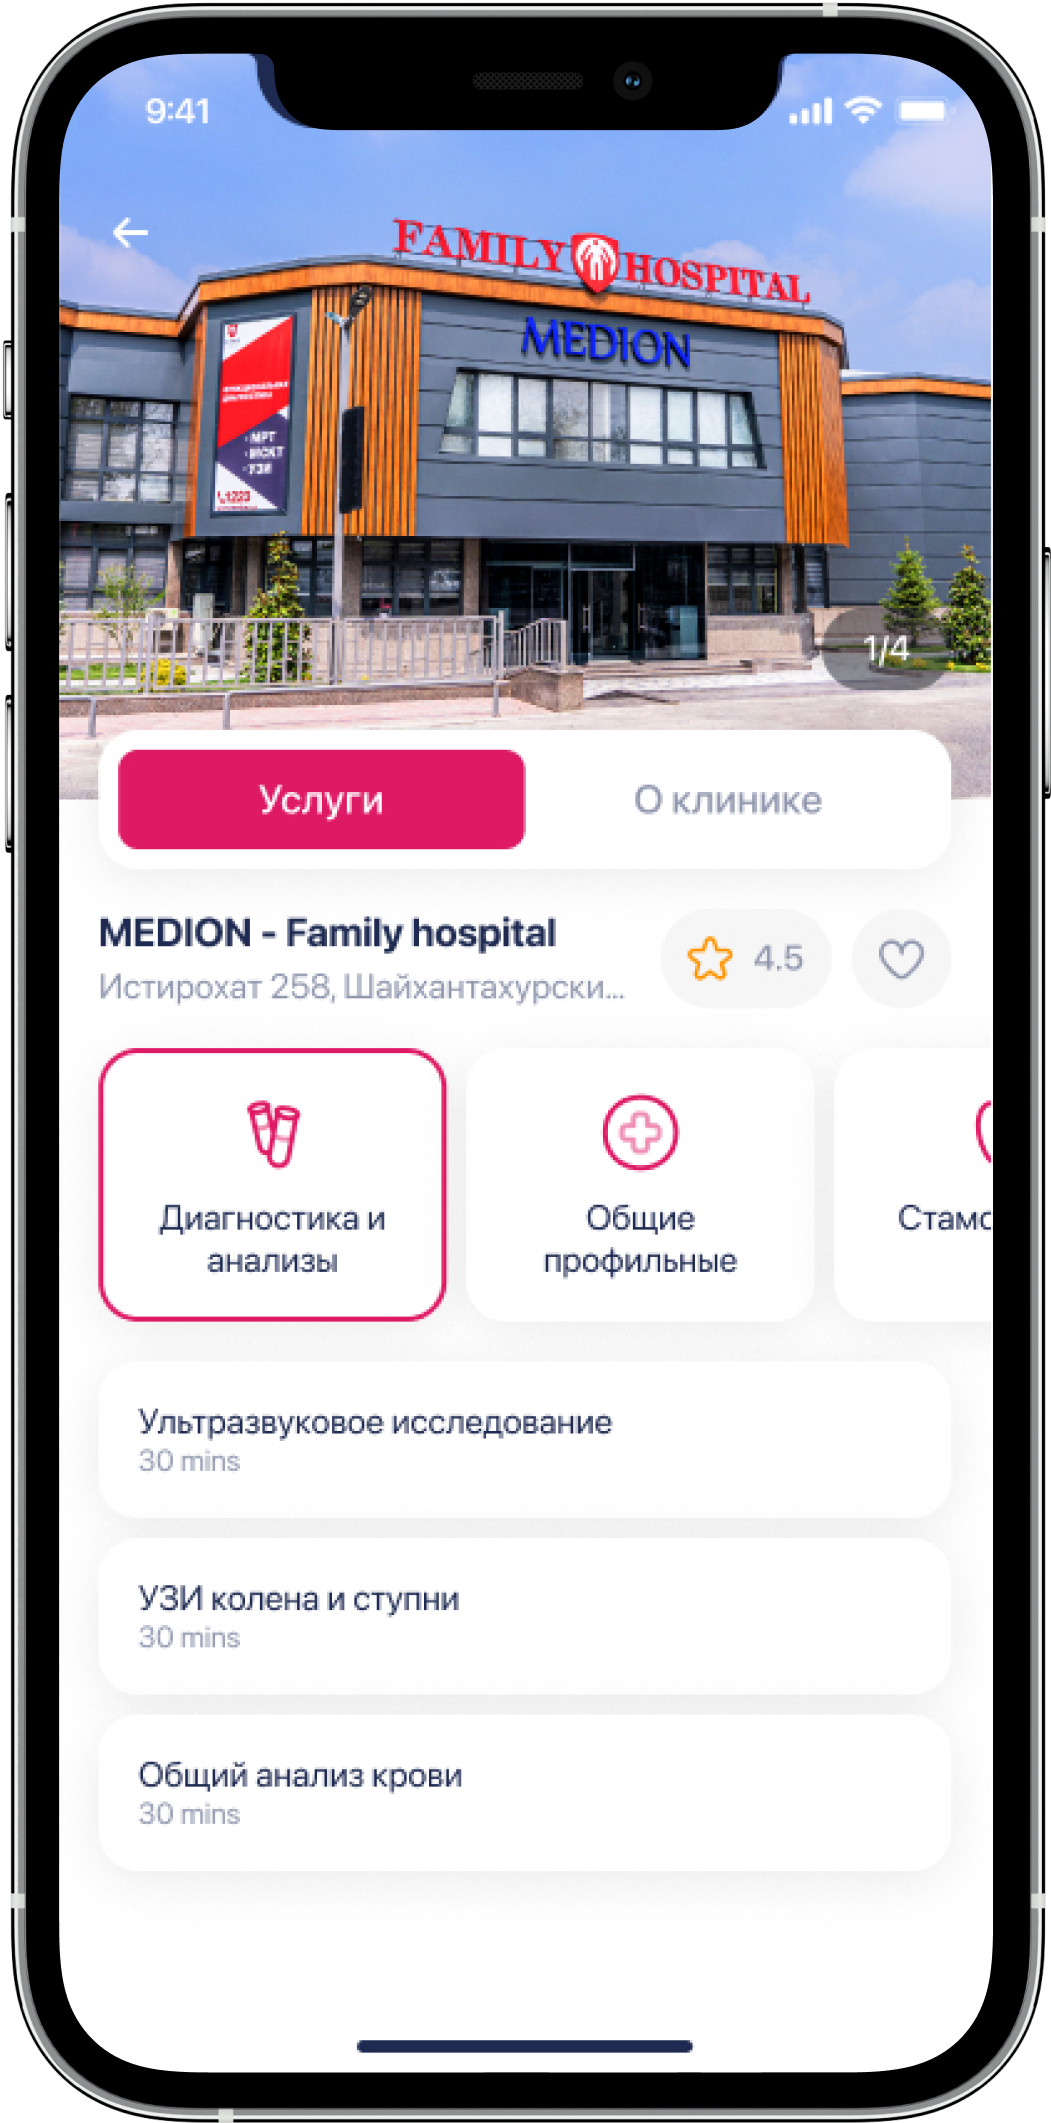 9:41
FAMILY HOSPITAL
MEDION
МРТ
МСКТ
УЗИ
1223
1/4
Услуги
О клинике
MEDION - Family hospital
4.5
Истирохат 258, Шайхантахурски...
Диагностика и
анализы
Общие
профильные
Стамо
Ультразвуковое исследование
30 mins
УЗИ колена и ступни
30 mins
Общий анализ крови
30 mins